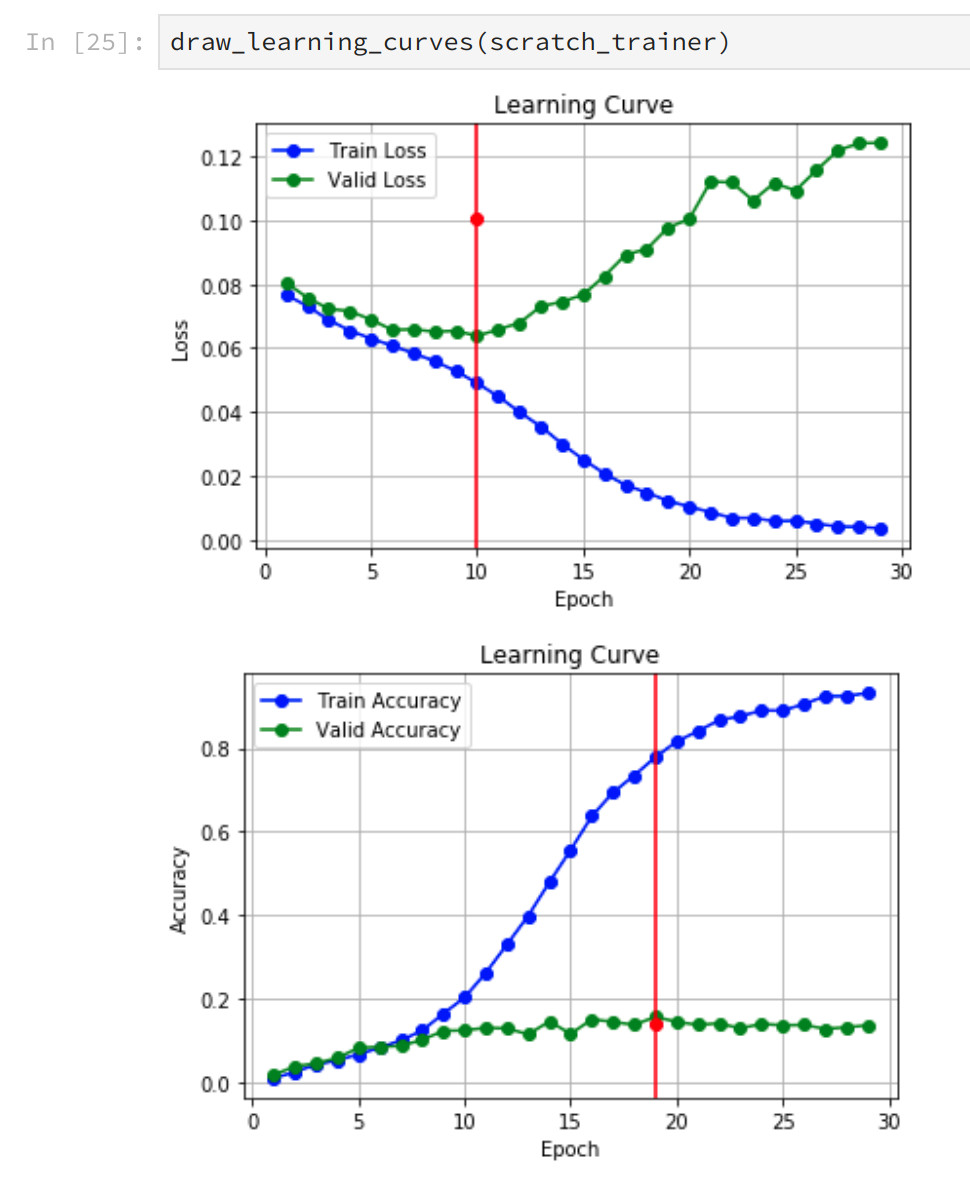 In [25]:
draw_learning_curves(scratch_trainer)
Learning Curve
Train Loss
Valid Loss
0.12
0.10
0.08
0.06
0.04
0.02
0.00
Loss
0 5 10 15 20 25 30
Epoch
Learning Curve
Train Accuracy
Valid Accuracy
0.8
0.6
0.4
0.2
0.0
Accuracy
0 5 10 15 20 25 30
Epoch